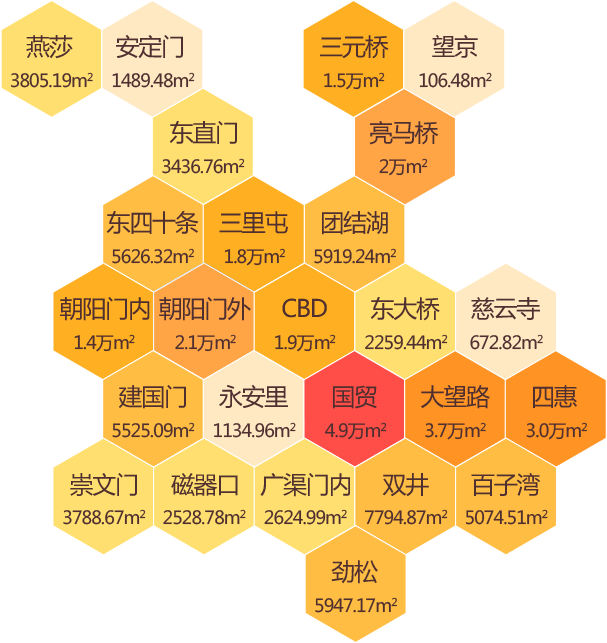 燕莎
3805.19m²
安定门
1489.48m²
三元桥
1.5万m²
望京
106.48m²
东直门
3436.76m²
亮马桥
2万m²
东四十条
5626.32m²
三里屯
1.8万m²
团结湖
5919.24m²
朝阳门内
1.4万m²
朝阳门外
2.1万m²
CBD
1.9万m²
东大桥
2259.44m²
慈云寺
672.82m²
建国门
5525.09m²
永安里
1134.96m²
国贸
4.9万m²
大望路
3.7万m²
四惠
3.0万m²
崇文门
3788.67m²
磁器口
2528.78m²
广渠门内
2624.99m²
双井
7794.87m²
百子湾
5074.51m²
劲松
5947.17m²